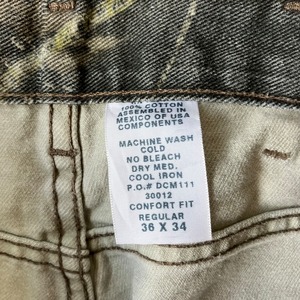 100% COTTON
ASSEMBLED IN
MEXICO OF USA
COMPONENTS
MACHINE WASH
COLD
NO BLEACH
DRY MED.
COOL IRON
P.O.# DCM111
30012
COMFORT FIT
REGULAR
36 X 34